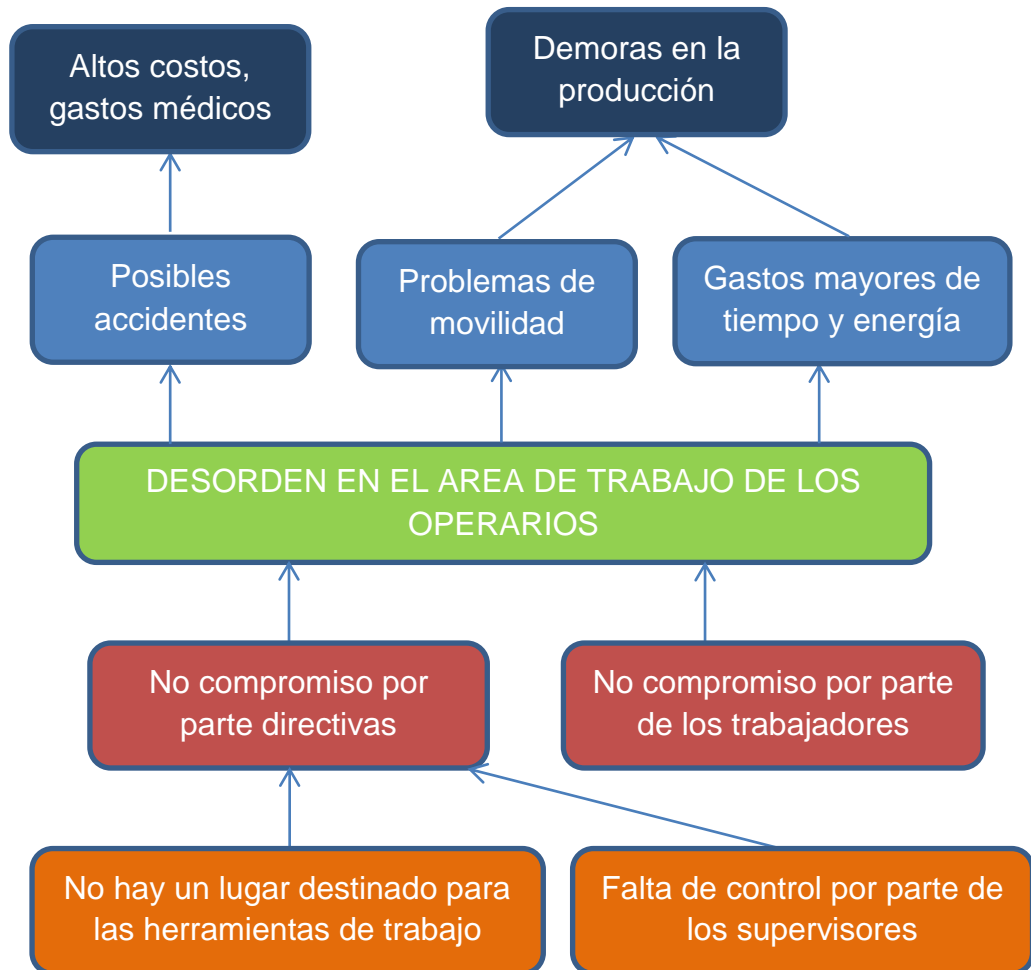 Altos costos,
gastos médicos
Demoras en la
producción
Posibles
accidentes
Problemas de
movilidad
Gastos mayores de
tiempo y energía
DESORDEN EN EL AREA DE TRABAJO DE LOS
OPERARIOS
No compromiso por
parte directivas
No compromiso por parte
de los trabajadores
No hay un lugar destinado para
las herramientas de trabajo
Falta de control por parte de
los supervisores